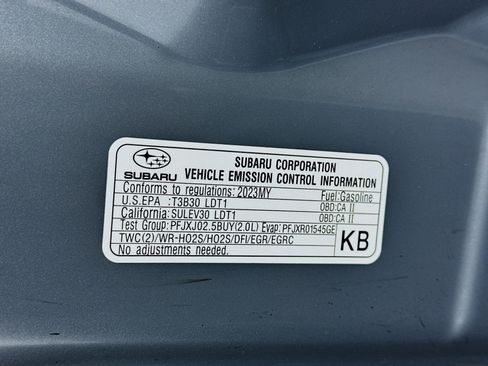 SUBARU
SUBARU CORPORATION
VEHICLE EMISSION CONTROL INFORMATION
Conforms to regulations: 2023MY Fuel:Gasoline
U.S.EPA :T3B30 LDT1 OBD:CA II
California: SULEV30 LDT1 OBD:CA II
Test Group: PFJXJ02.5BUY(2.0L) Evap: PFJXR01545GE
TWC(2)/WR-HO2S/HO2S/DFI/EGR/EGRC
No adjustments needed.
KB